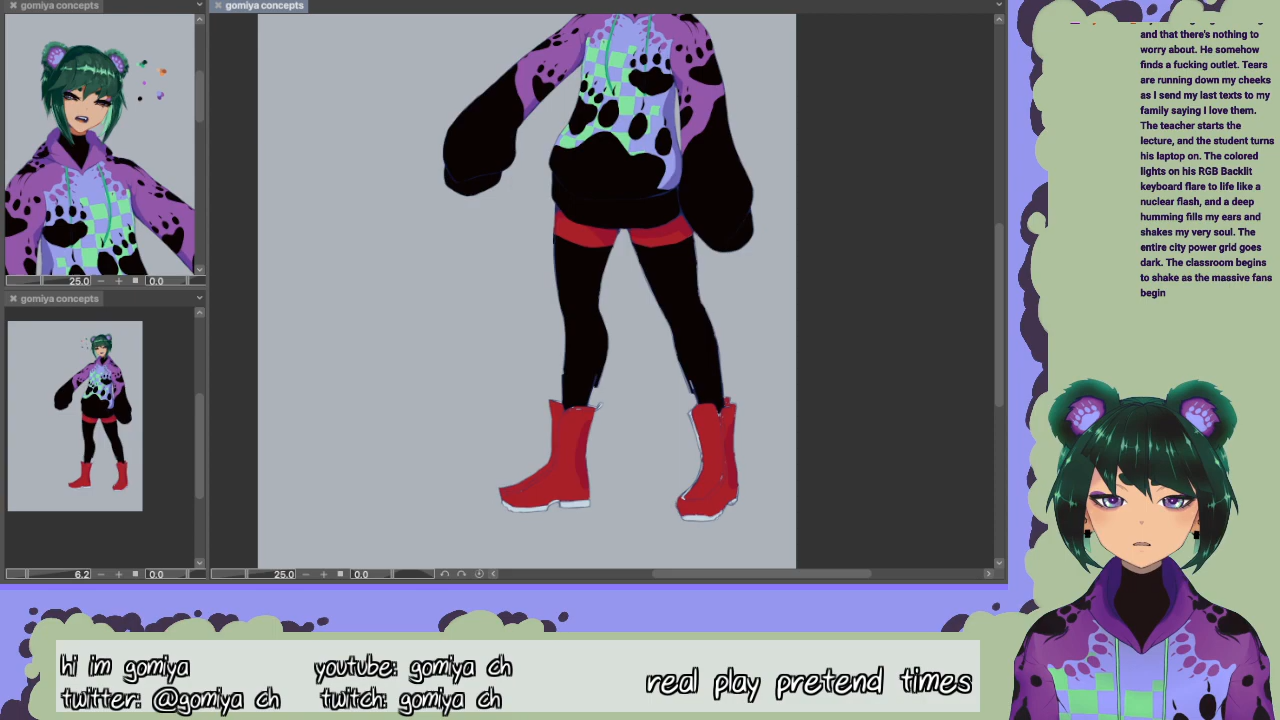 gomiya concepts
gomiya concepts
25.0
0.0
gomiya concepts
6.2
0.0
25.0
0.0
and that there's nothing to
worry about. He somehow
finds a fucking outlet. Tears
are running down my cheeks
as I send my last texts to my
family saying I love them.
The teacher starts the
lecture, and the student turns
his laptop on. The colored
lights on his RGB Backlit
keyboard flare to life like a
nuclear flash, and a deep
humming fills my ears and
shakes my very soul. The
entire city power grid goes
dark. The classroom begins
to shake as the massive fans
begin
hi im gomiya
twitter: @gomiya ch
youtube: gomiya ch
twitch: gomiya ch
real play pretend times